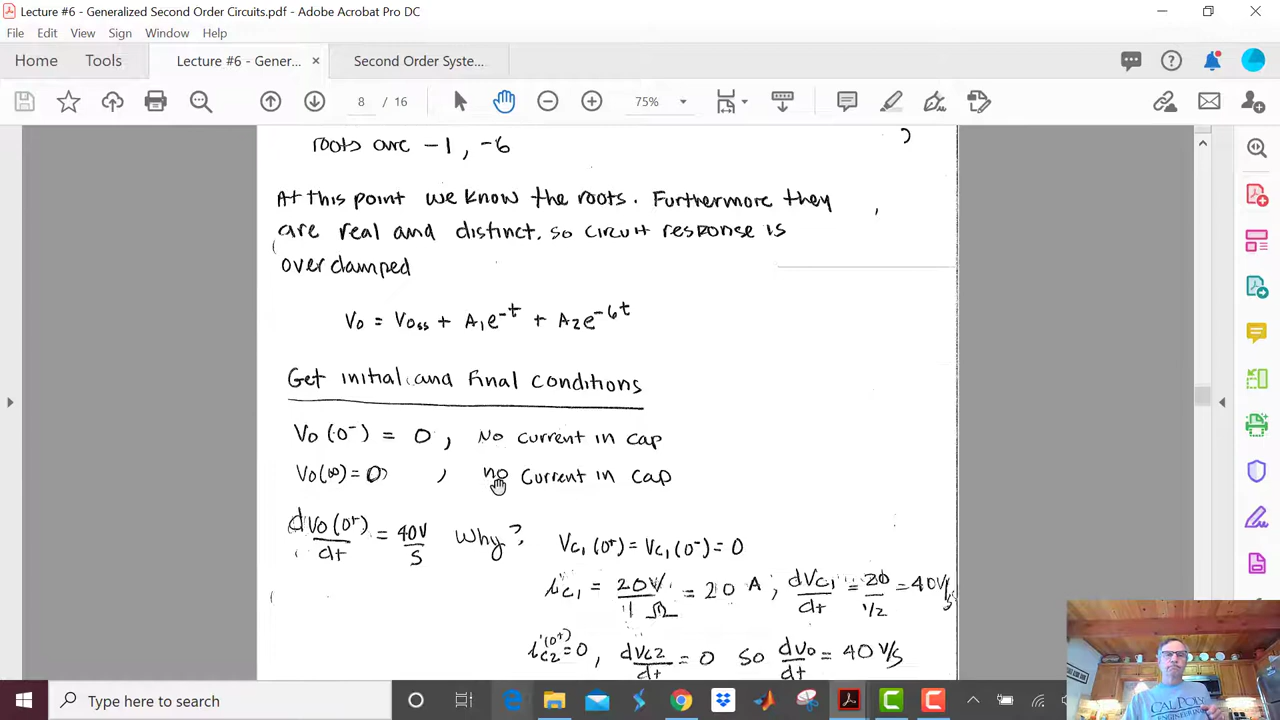 Lecture #6 - Generalized Second Order Circuits.pdf - Adobe Acrobat Pro DC
File Edit View Sign Window Help
Home Tools Lecture #6 - Gener... × Second Order Syste...
8 / 16 75%
roots are -1, -6
At this point we know the roots. Furthermore they
are real and distinct. so circuit response is
overdamped
Vo = Voss + A1e^-t + A2e^-6t
Get initial and final conditions
Vo(0-) = 0, No current in cap
Vo(∞) = 0, no current in cap
dVo(0+)/dt = 40V/S Why? Vc1(0+) = Vc1(0-) = 0
ic1 = 20V/1Ω = 20 A; dVc1/dt = 20/1/2 = 40V/s
ic2(0+) = 0, dVc2/dt = 0 so dVo/dt = 40 V/S
Type here to search
CAL POLY